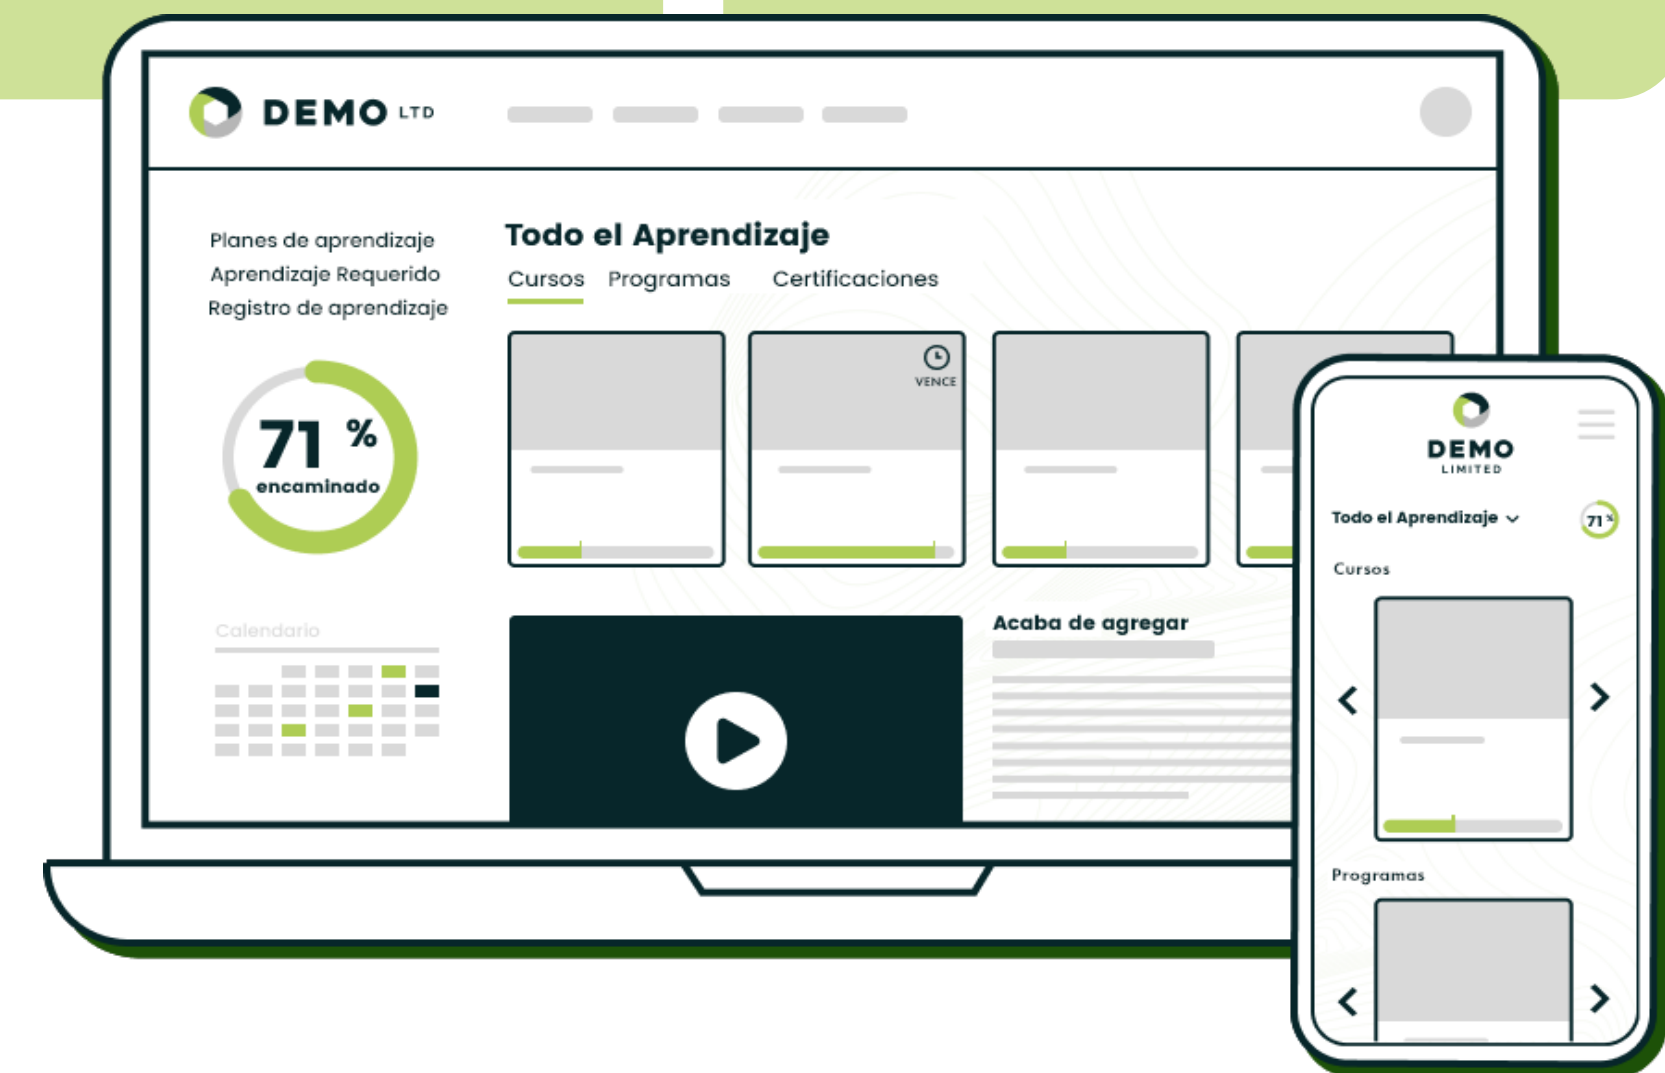 DEMO LTD
Planes de aprendizaje
Aprendizaje Requerido
Registro de aprendizaje
71 %
encaminado
Calendario
Todo el Aprendizaje
Cursos Programas Certificaciones
VENCE
Acaba de agregar
DEMO
LIMITED
Todo el Aprendizaje
71 %
Cursos
Programas